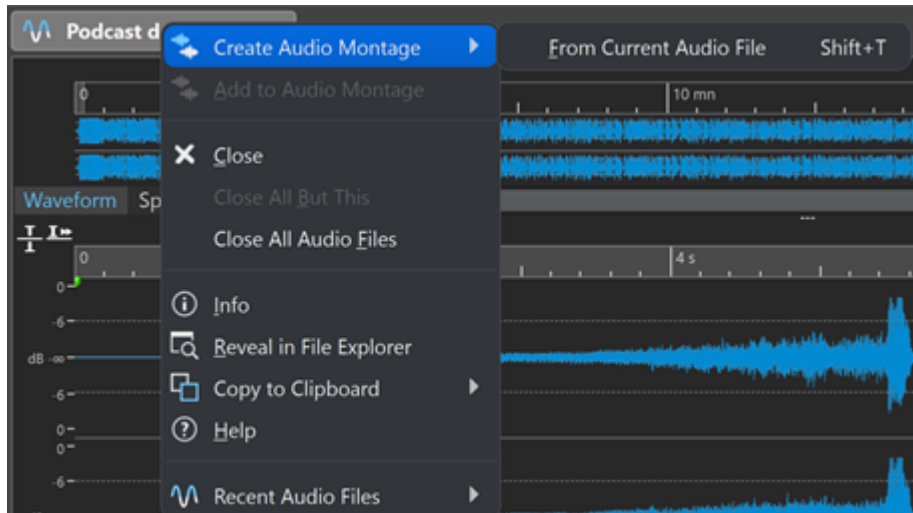 Podcast d
Create Audio Montage
From Current Audio File Shift+T
Add to Audio Montage
0
10 mn
Close
Close All But This
Waveform Sp
Close All Audio Files
0
4 s
0
-6
Info
Reveal in File Explorer
dB -∞
Copy to Clipboard
-6
Help
0
0
-6
Recent Audio Files